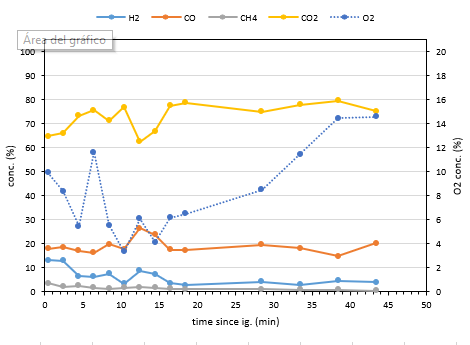 H2 CO CH4 CO2 O2
Área del gráfico
100 20
90 18
80 16
70 14
60 12
50 10
40 8
30 6
20 4
10 2
0 0
conc. (%)
O2 conc. (%)
0 5 10 15 20 25 30 35 40 45 50
time since ig. (min)